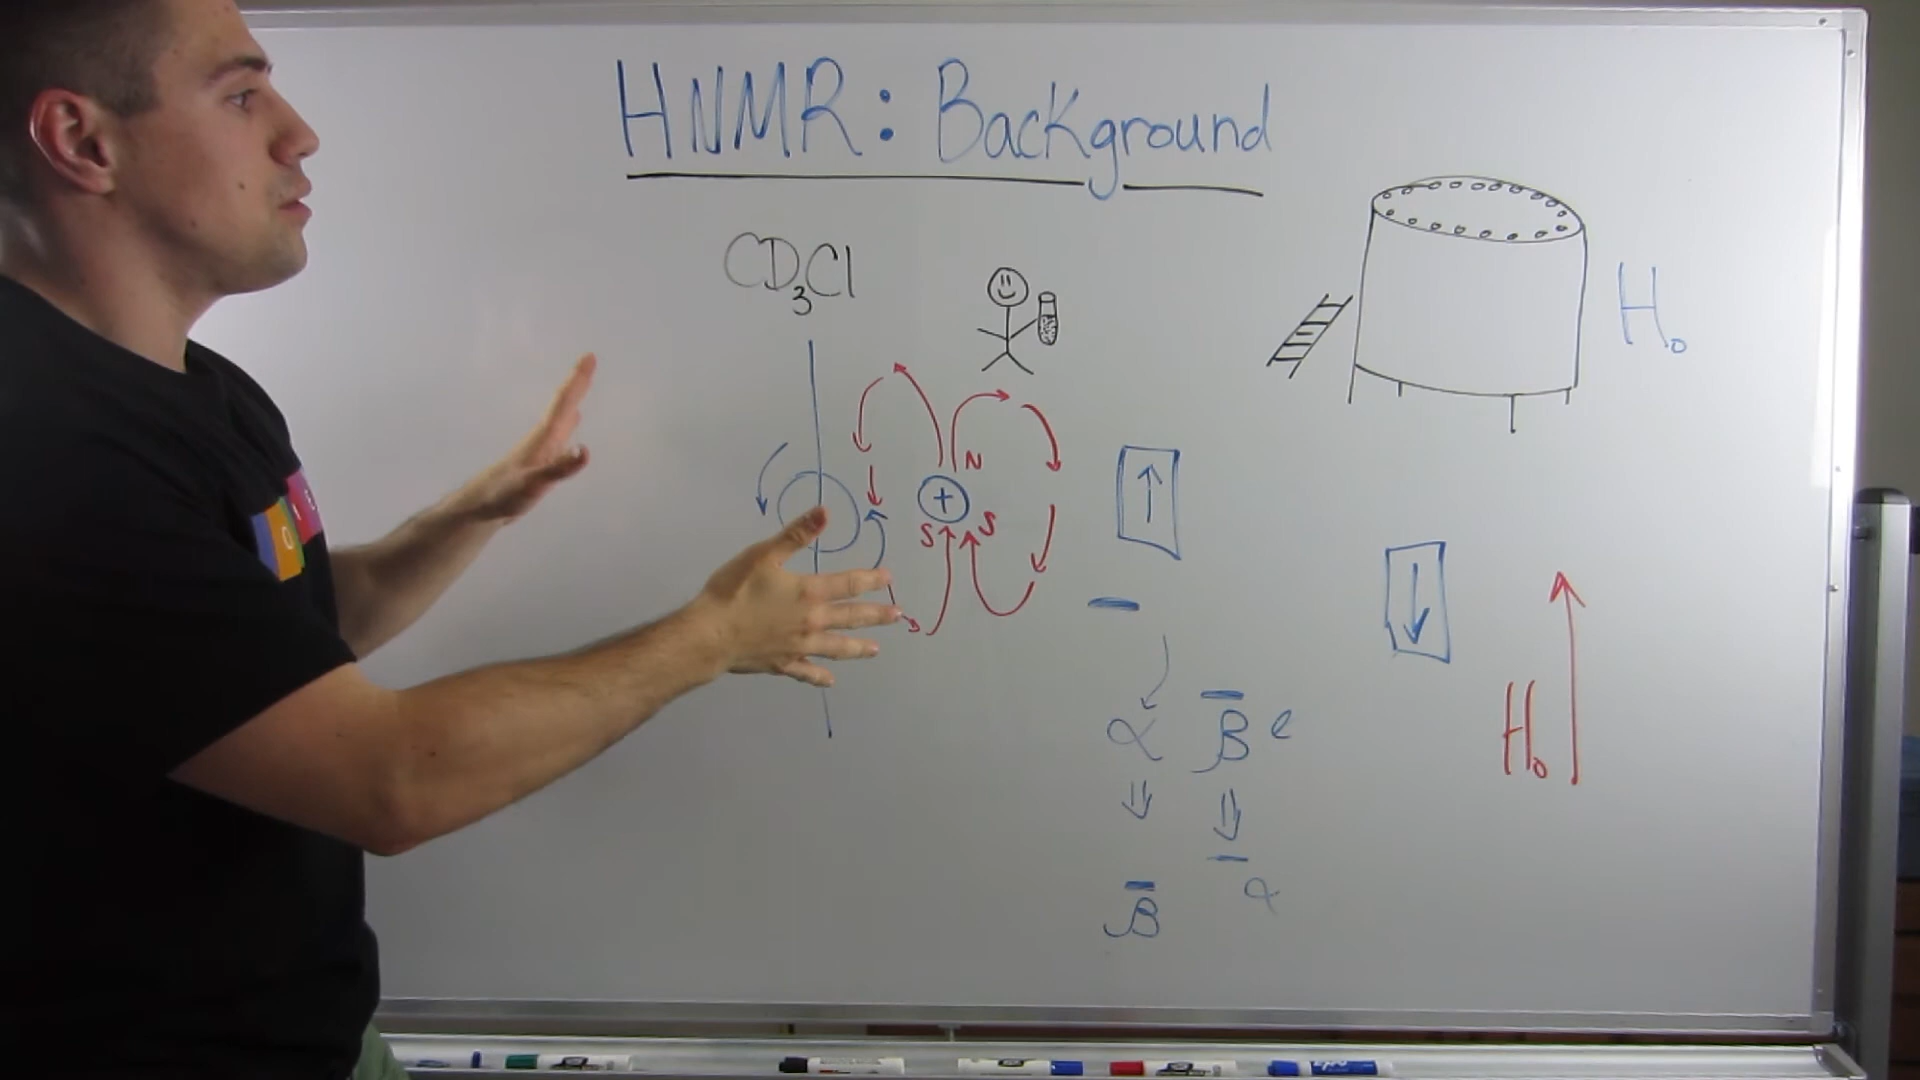 HNMR: Background
CD₃Cl
H₀
N
+
S S
H₀
α B e
B α